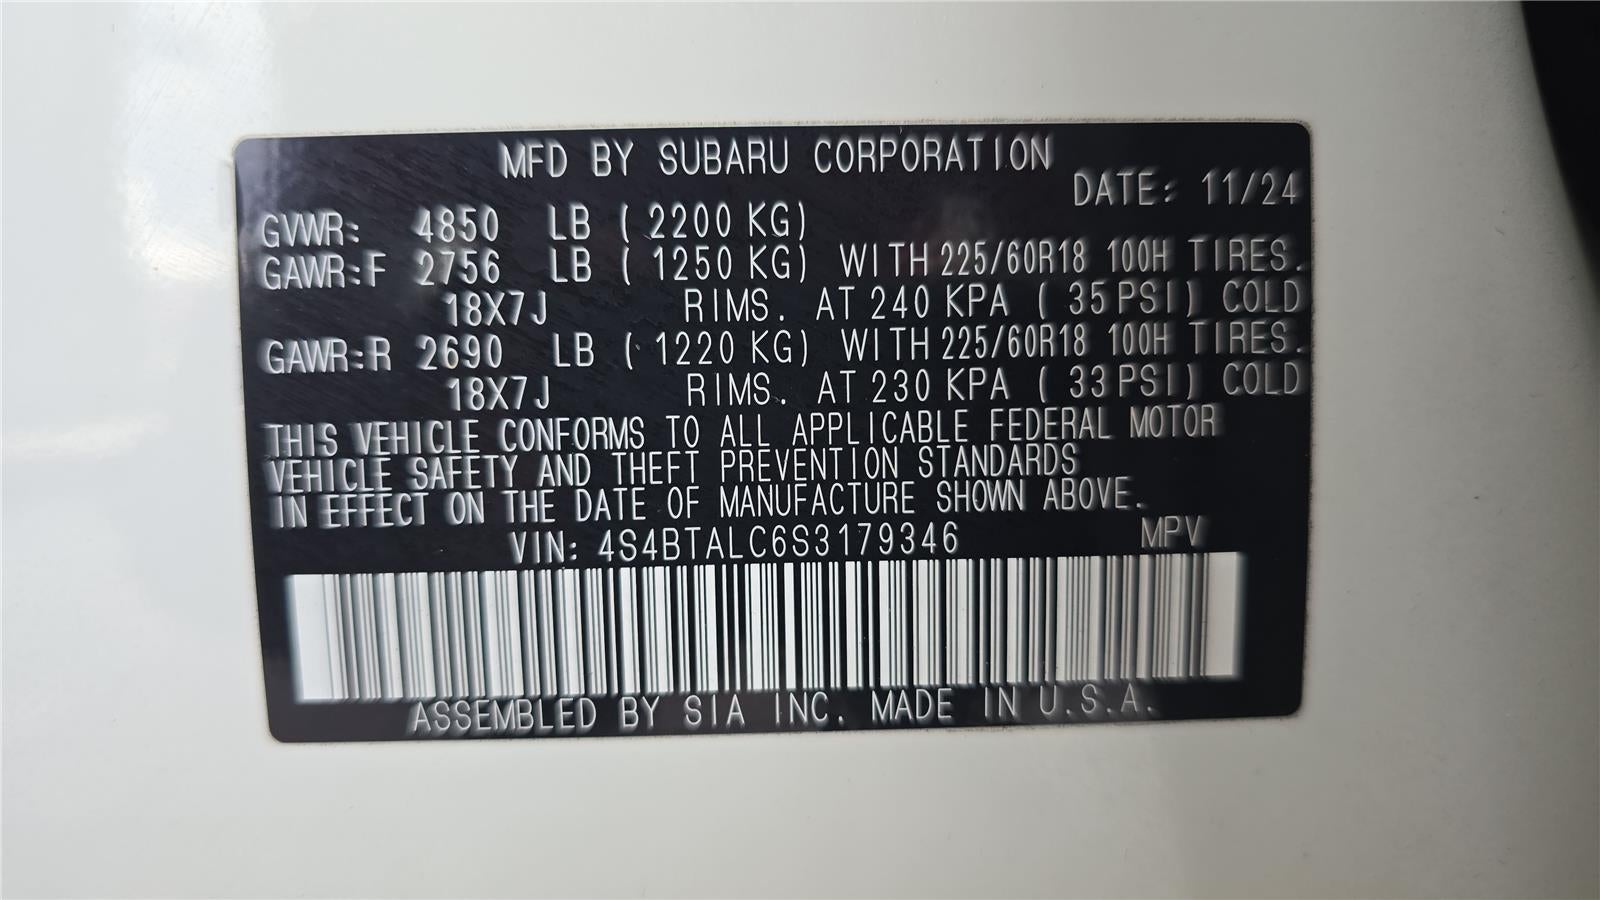 MFD BY SUBARU CORPORATION
DATE: 11/24
GVWR: 4850 LB ( 2200 KG)
GAWR:F 2756 LB ( 1250 KG) WITH 225/60R18 100H TIRES.
18X7J RIMS. AT 240 KPA ( 35 PSI) COLD
GAWR:R 2690 LB ( 1220 KG) WITH 225/60R18 100H TIRES.
18X7J RIMS. AT 230 KPA ( 33 PSI) COLD
THIS VEHICLE CONFORMS TO ALL APPLICABLE FEDERAL MOTOR
VEHICLE SAFETY AND THEFT PREVENTION STANDARDS
IN EFFECT ON THE DATE OF MANUFACTURE SHOWN ABOVE.
VIN: 4S4BTALC6S3179346 MPV
ASSEMBLED BY SIA INC. MADE IN U.S.A.